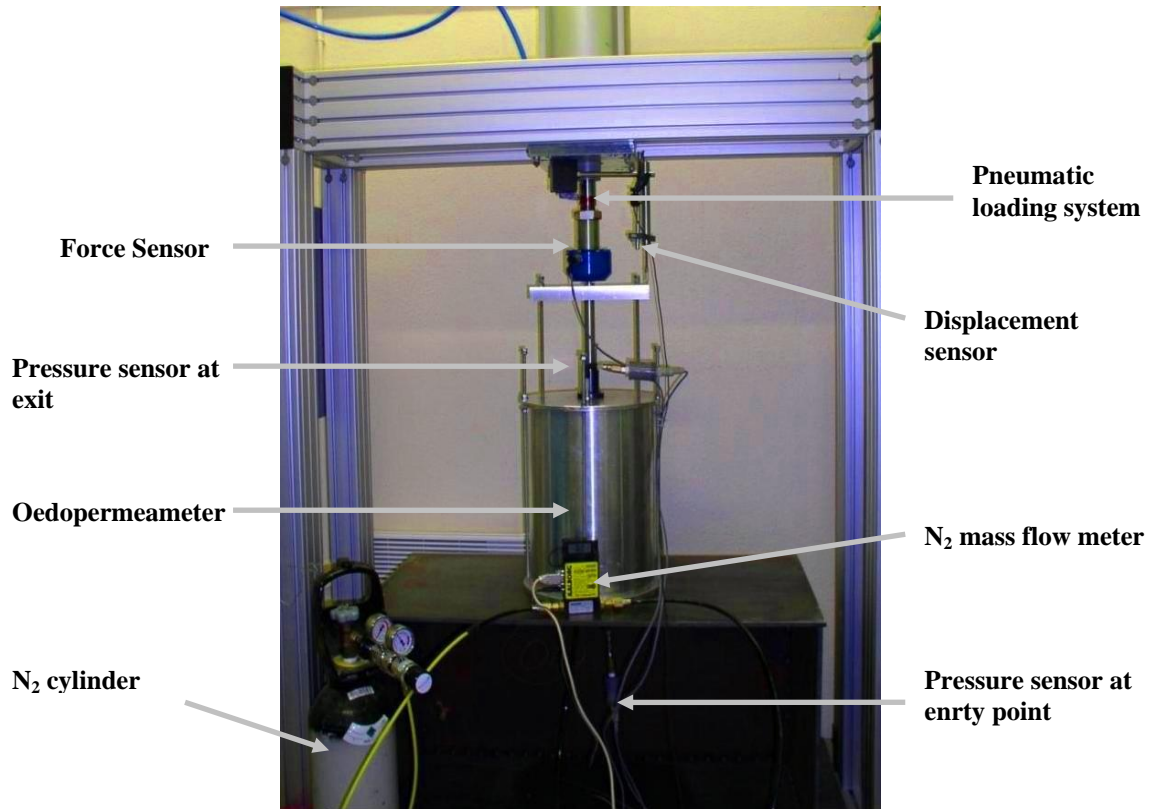 Pneumatic
loading system
Force Sensor
Displacement
sensor
Pressure sensor at
exit
Oedopermeameter
N₂ mass flow meter
N₂ cylinder
Pressure sensor at
enrty point